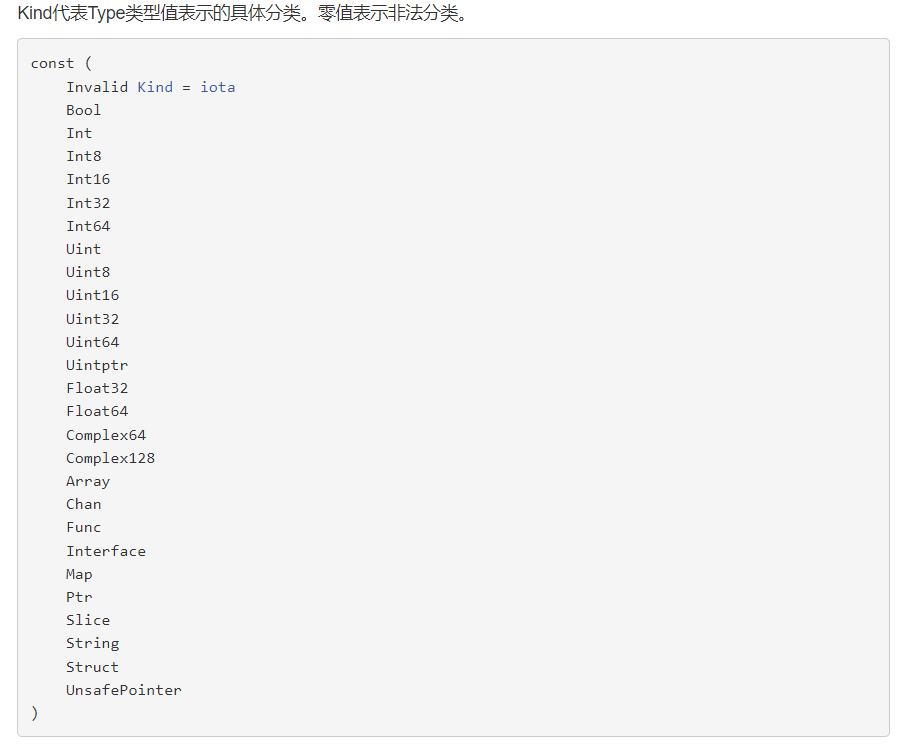 Kind代表Type类型值表示的具体分类。零值表示非法分类。
const (
    Invalid Kind = iota
    Bool
    Int
    Int8
    Int16
    Int32
    Int64
    Uint
    Uint8
    Uint16
    Uint32
    Uint64
    Uintptr
    Float32
    Float64
    Complex64
    Complex128
    Array
    Chan
    Func
    Interface
    Map
    Ptr
    Slice
    String
    Struct
    UnsafePointer
)